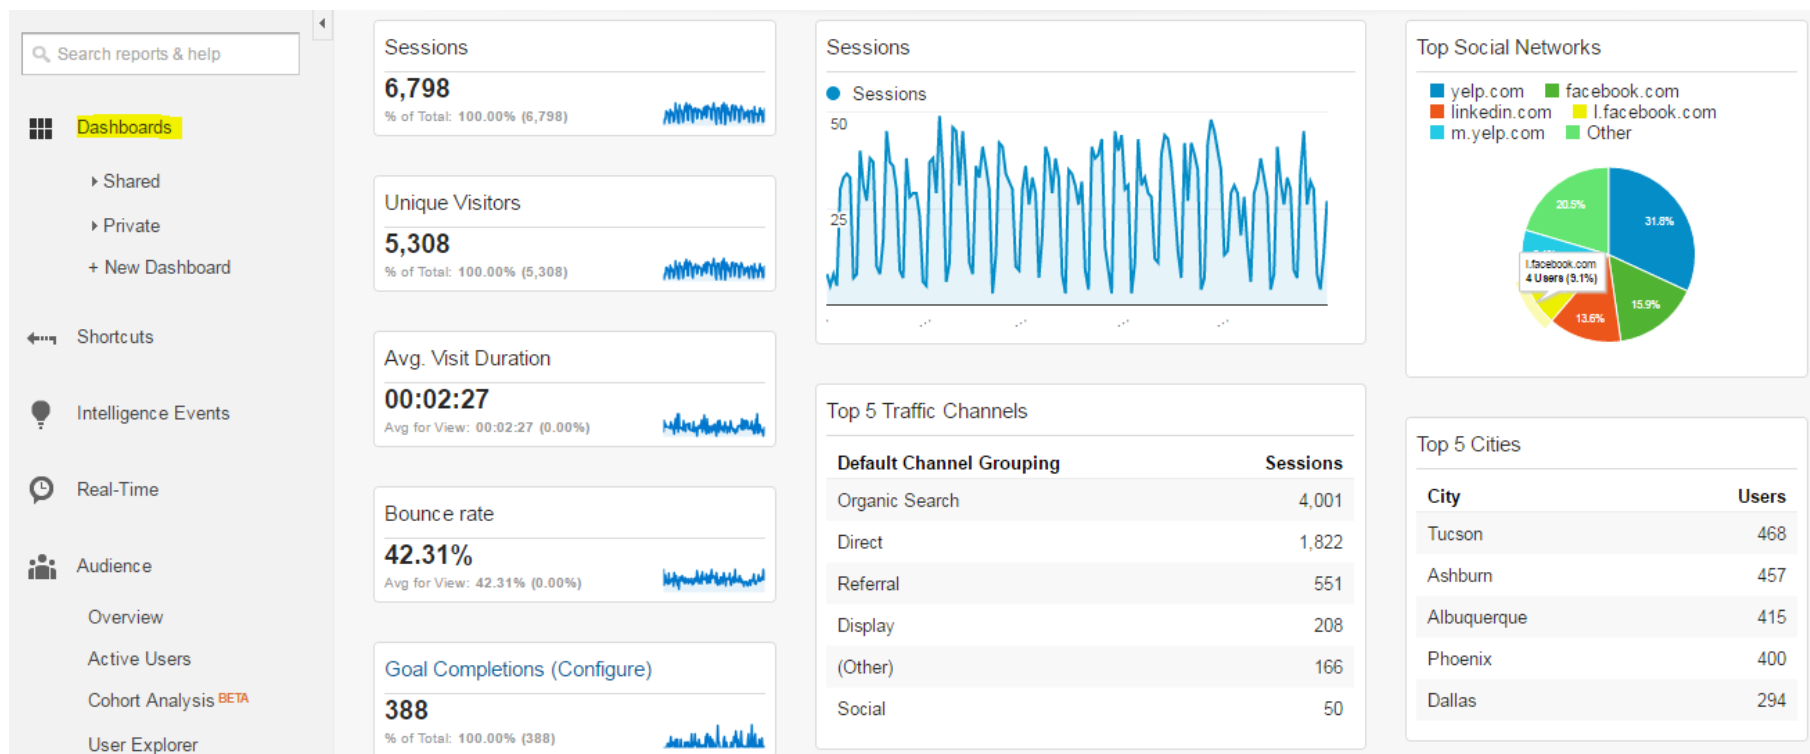 Search reports & help
Dashboards
Shared
Private
+ New Dashboard
Shortcuts
Intelligence Events
Real-Time
Audience
Overview
Active Users
Cohort Analysis BETA
User Explorer
Sessions
6,798
% of Total: 100.00% (6,798)
Unique Visitors
5,308
% of Total: 100.00% (5,308)
Avg. Visit Duration
00:02:27
Avg for View: 00:02:27 (0.00%)
Bounce rate
42.31%
Avg for View: 42.31% (0.00%)
Goal Completions (Configure)
388
% of Total: 100.00% (388)
Sessions
Sessions
50
25
Top 5 Traffic Channels
Default Channel Grouping Sessions
Organic Search 4,001
Direct 1,822
Referral 551
Display 208
(Other) 166
Social 50
Top Social Networks
yelp.com facebook.com
linkedin.com l.facebook.com
m.yelp.com Other
20.5%
31.8%
l.facebook.com
4 Users (9.1%)
15.9%
13.6%
Top 5 Cities
City Users
Tucson 468
Ashburn 457
Albuquerque 415
Phoenix 400
Dallas 294